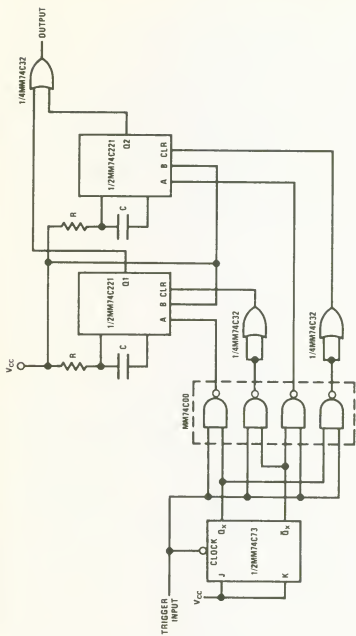 VCC
TRIGGER INPUT
VCC
J
CLOCK
K
1/2MM74C73
QX
Q̅X
MM74C00
1/4MM74C32
1/4MM74C32
R
C
1/2MM74C221
Q1
A
B
CLR
R
C
1/2MM74C221
Q2
A
B
CLR
1/4MM74C32
OUTPUT